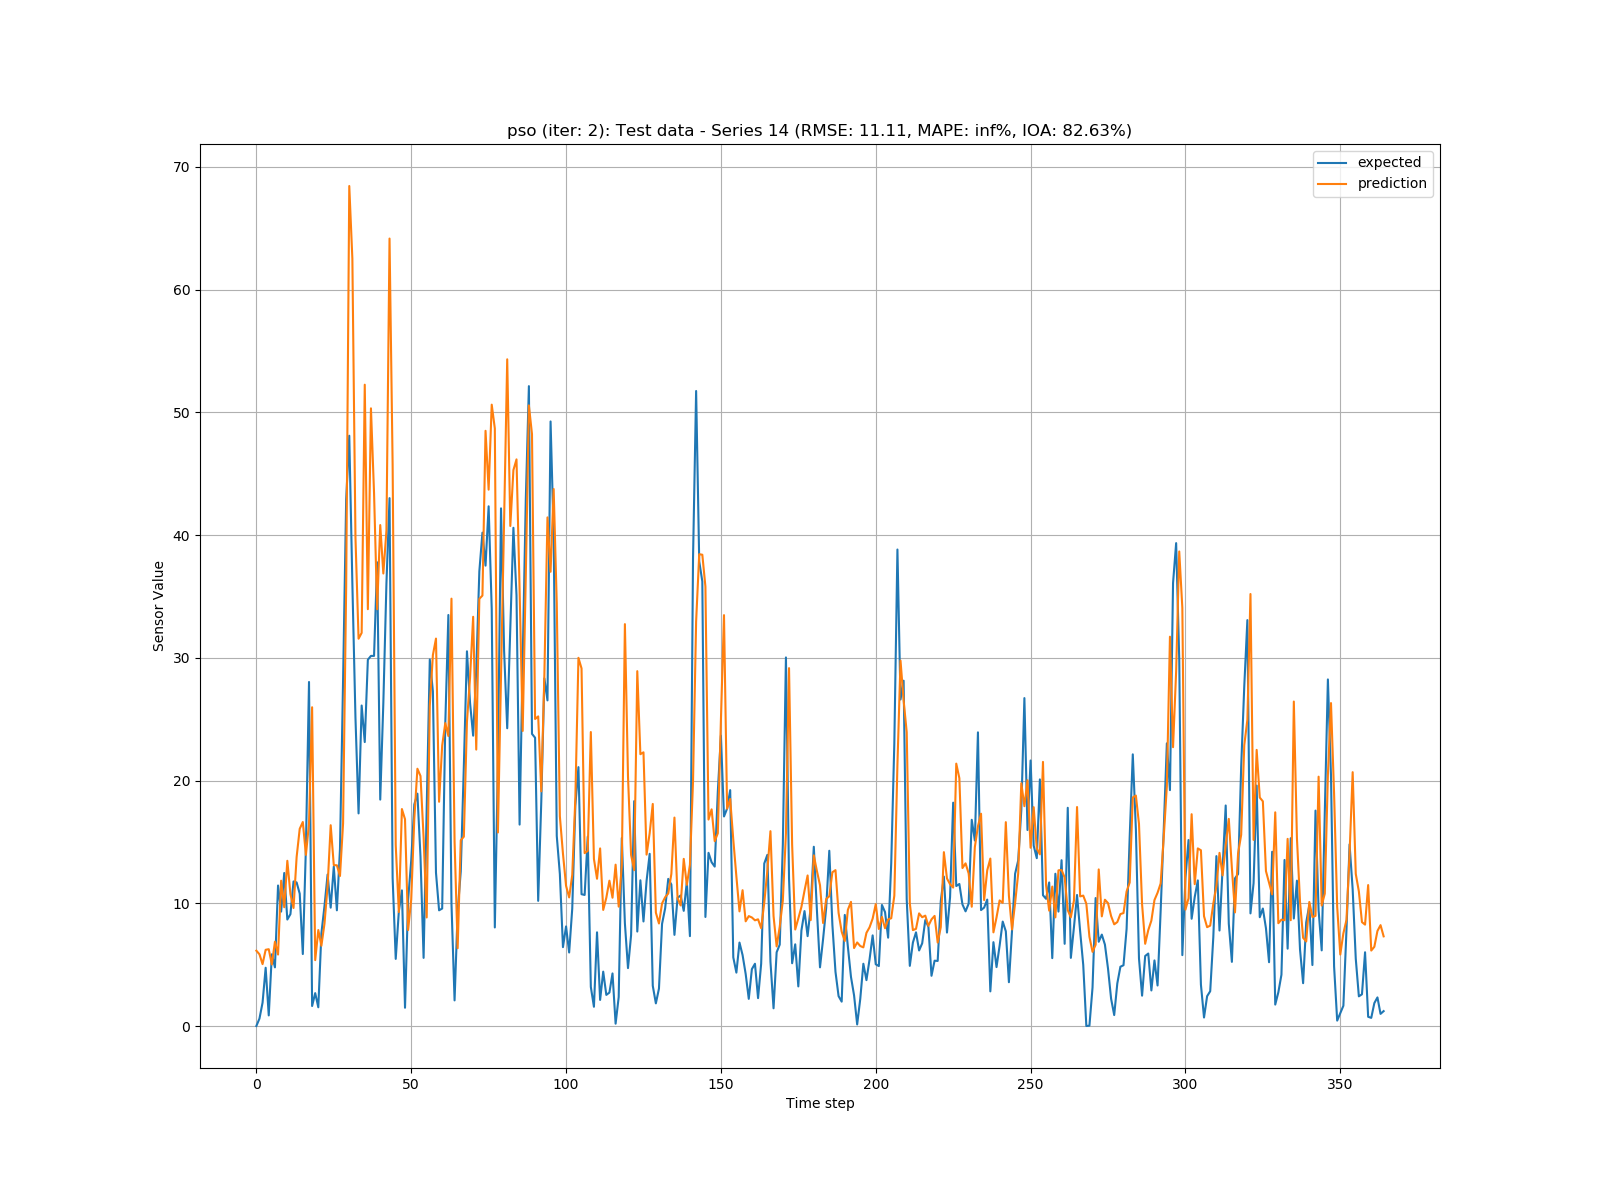 pso (iter: 2): Test data - Series 14 (RMSE: 11.11, MAPE: inf%, IOA: 82.63%)
expected
prediction
70
60
50
40
30
20
10
0
Sensor Value
0 50 100 150 200 250 300 350
Time step